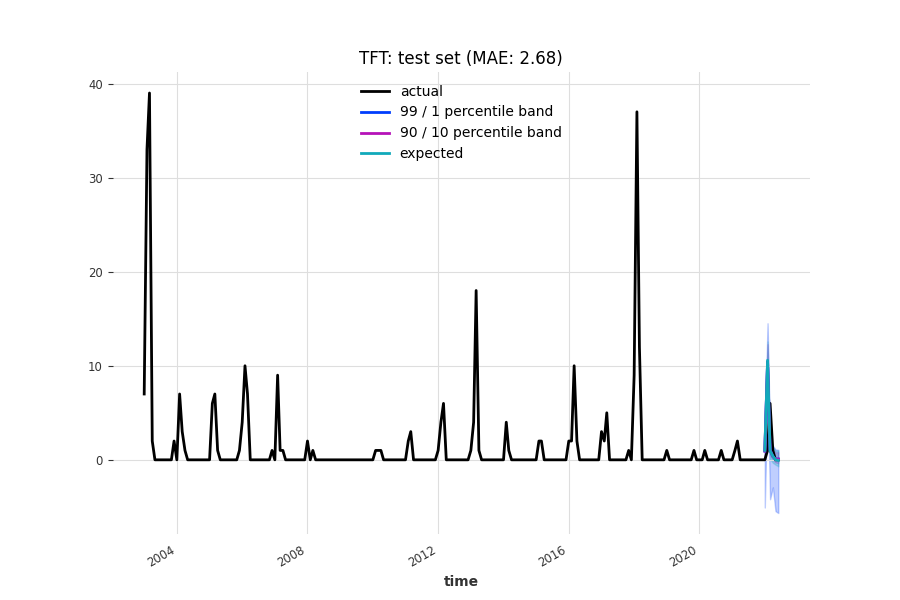 TFT: test set (MAE: 2.68)
actual
99 / 1 percentile band
90 / 10 percentile band
expected
40
30
20
10
0
2004
2008
2012
2016
2020
time